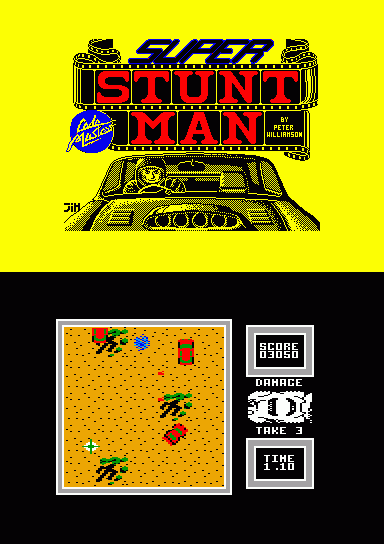 SUPER
STUNT
MAN
Code
Masters
BY
PETER
WILLIAMSON
JIM
SCORE
03050
DAMAGE
TAKE 3
TIME
1.10